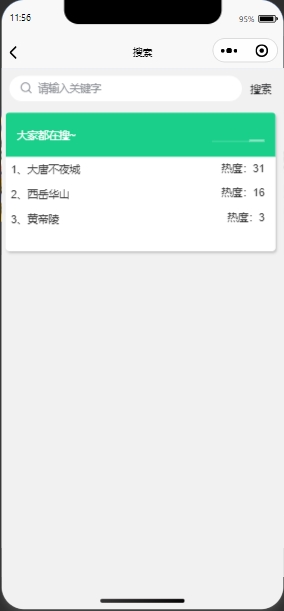 11:56
95%
搜索
请输入关键字
搜索
大家都在搜~
1、大唐不夜城 热度：31
2、西岳华山 热度：16
3、黄帝陵 热度：3